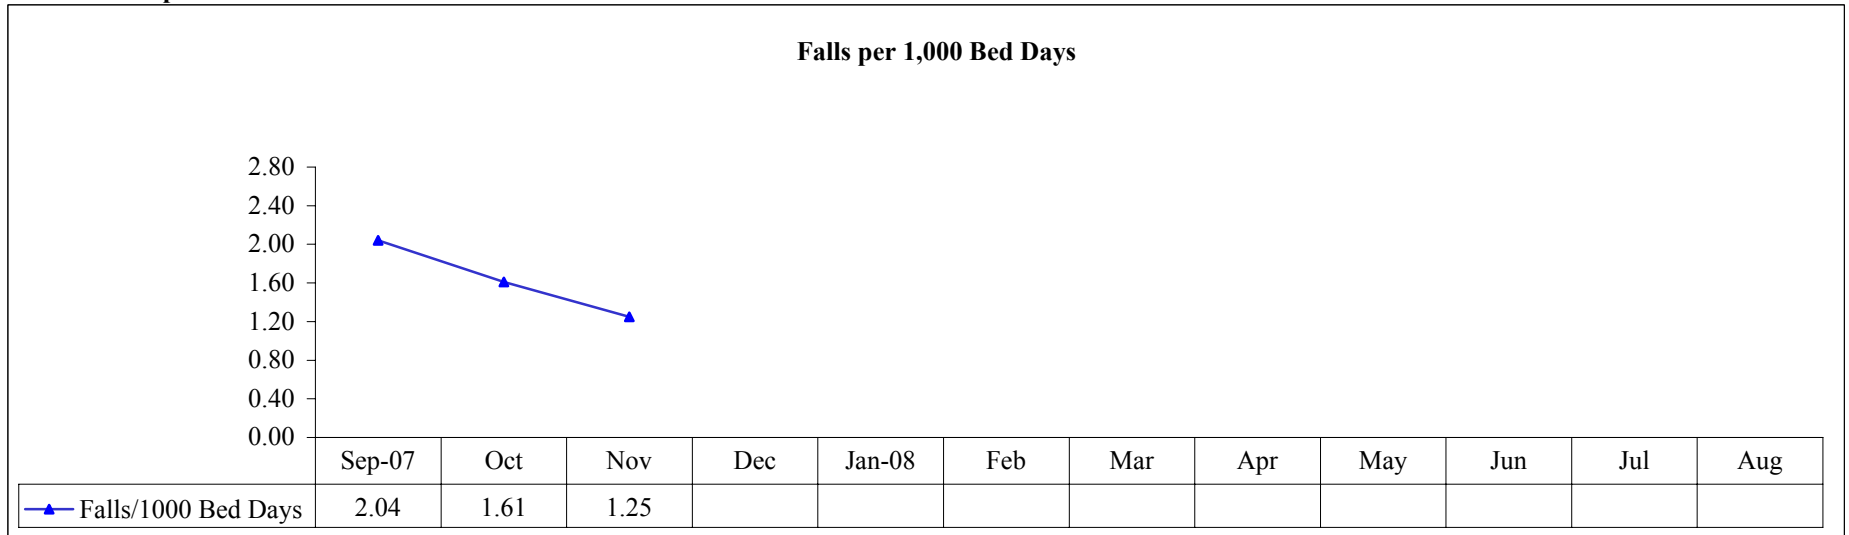 Falls per 1,000 Bed Days
2.80
2.40
2.00
1.60
1.20
0.80
0.40
0.00
Sep-07 Oct Nov Dec Jan-08 Feb Mar Apr May Jun Jul Aug
Falls/1000 Bed Days 2.04 1.61 1.25